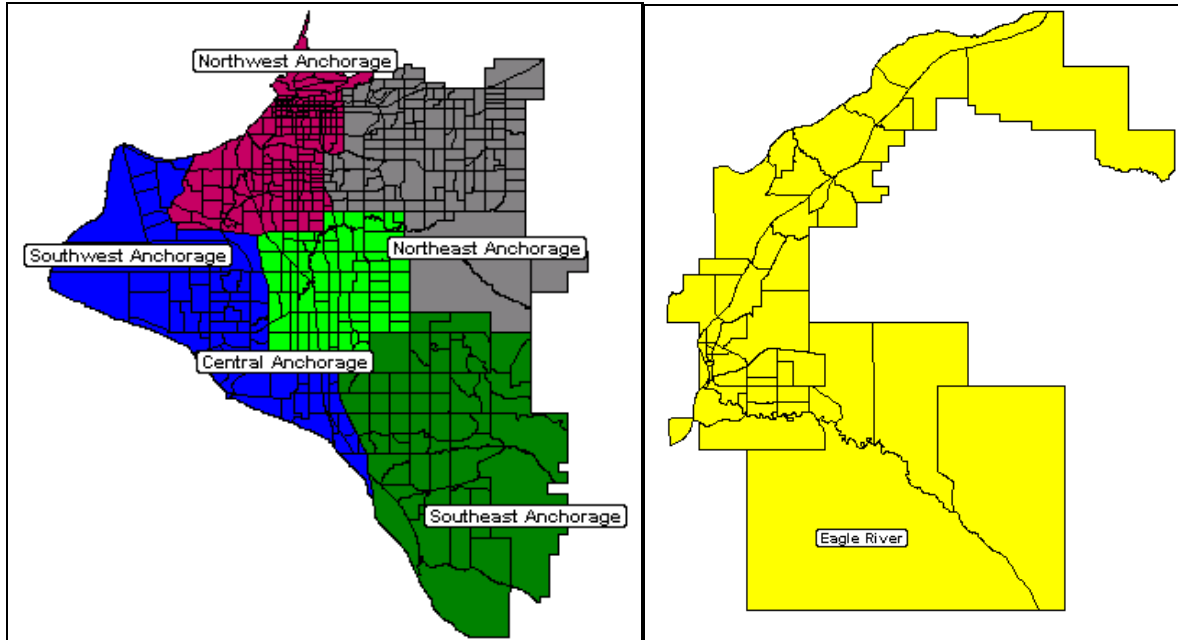 Northwest Anchorage
Northeast Anchorage
Southwest Anchorage
Central Anchorage
Southeast Anchorage
Eagle River